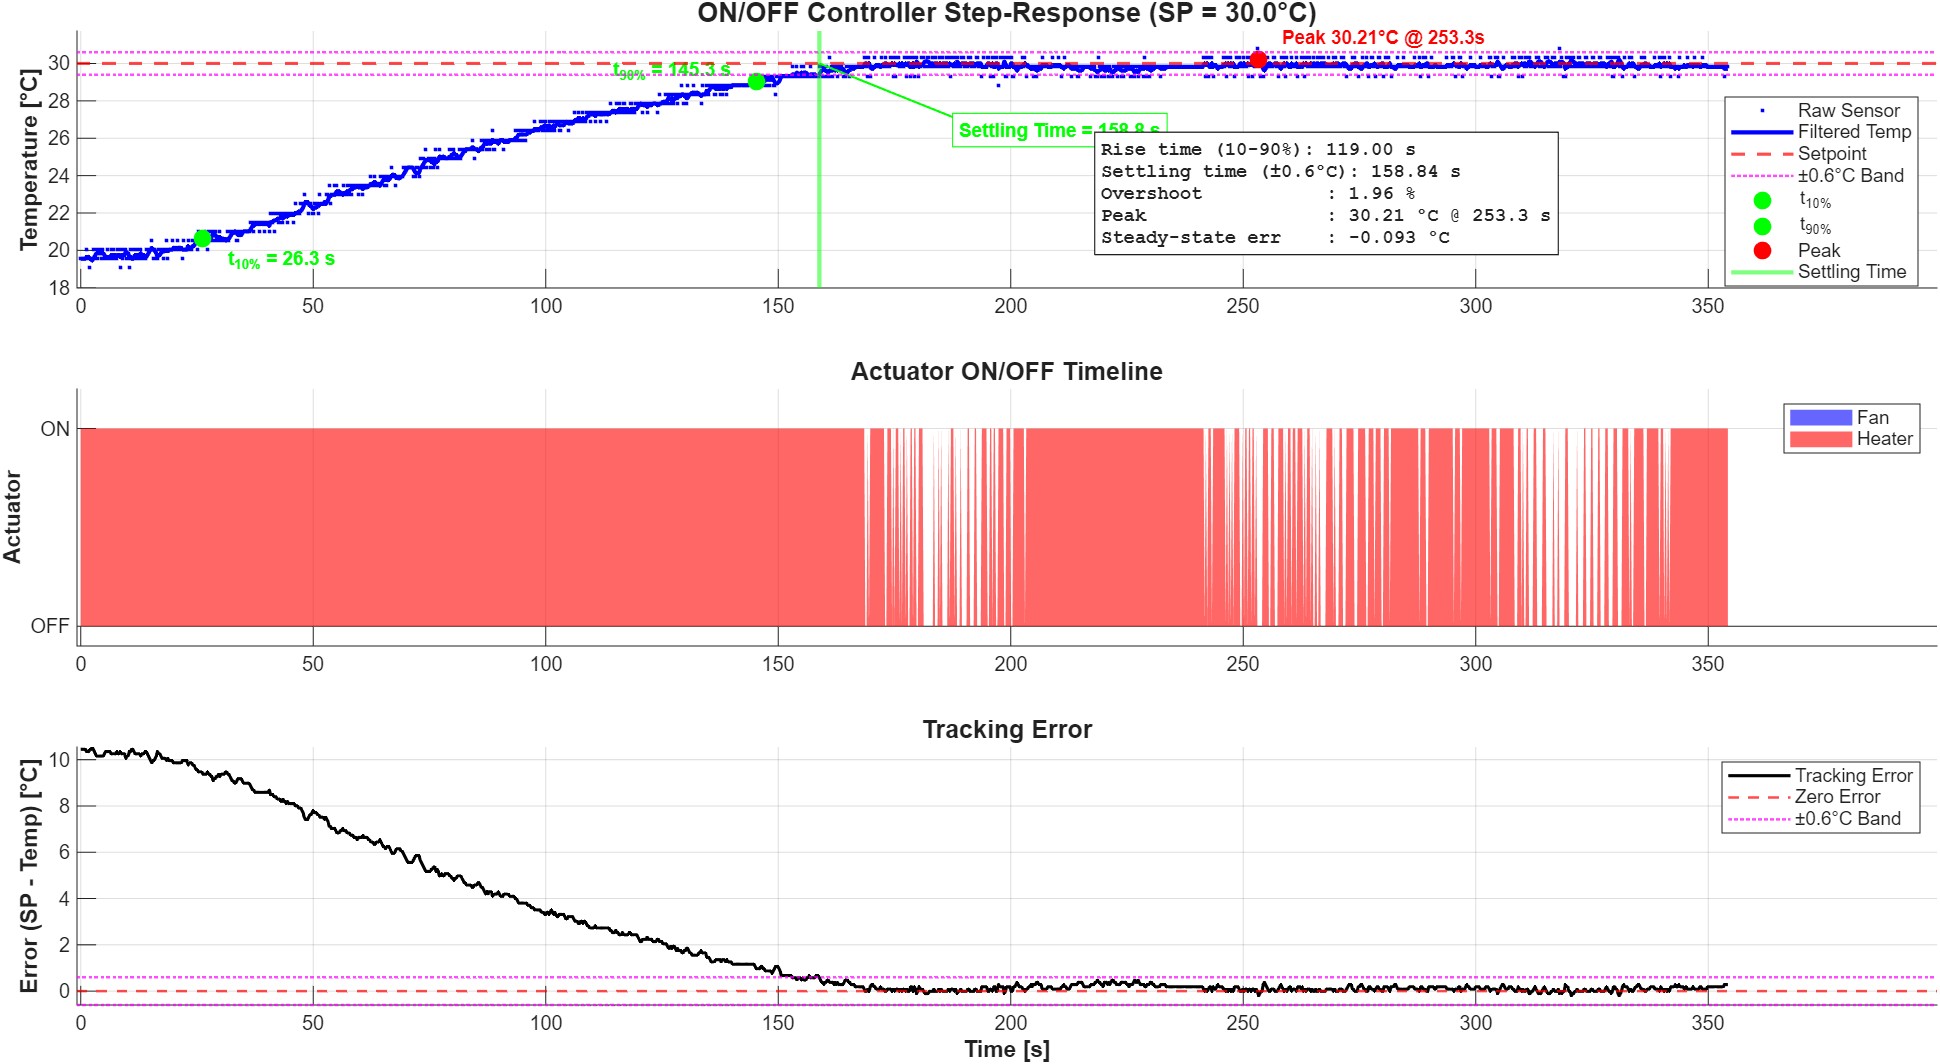 ON/OFF Controller Step-Response (SP = 30.0°C)
Peak 30.21°C @ 253.3s
t90% = 145.3 s
Settling Time = 158.8 s
t10% = 26.3 s
Rise time (10-90%): 119.00 s
Settling time (±0.6°C): 158.84 s
Overshoot : 1.96 %
Peak : 30.21 °C @ 253.3 s
Steady-state err : -0.093 °C
Temperature [°C]
30
28
26
24
22
20
18
0 50 100 150 200 250 300 350
Raw Sensor
Filtered Temp
Setpoint
±0.6°C Band
t10%
t90%
Peak
Settling Time
Actuator ON/OFF Timeline
Actuator
ON
OFF
0 50 100 150 200 250 300 350
Fan
Heater
Tracking Error
Error (SP - Temp) [°C]
10
8
6
4
2
0
0 50 100 150 200 250 300 350
Time [s]
Tracking Error
Zero Error
±0.6°C Band